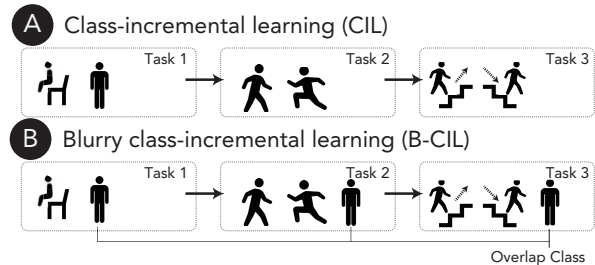 A Class-incremental learning (CIL)
Task 1 Task 2 Task 3
B Blurry class-incremental learning (B-CIL)
Task 1 Task 2 Task 3
Overlap Class